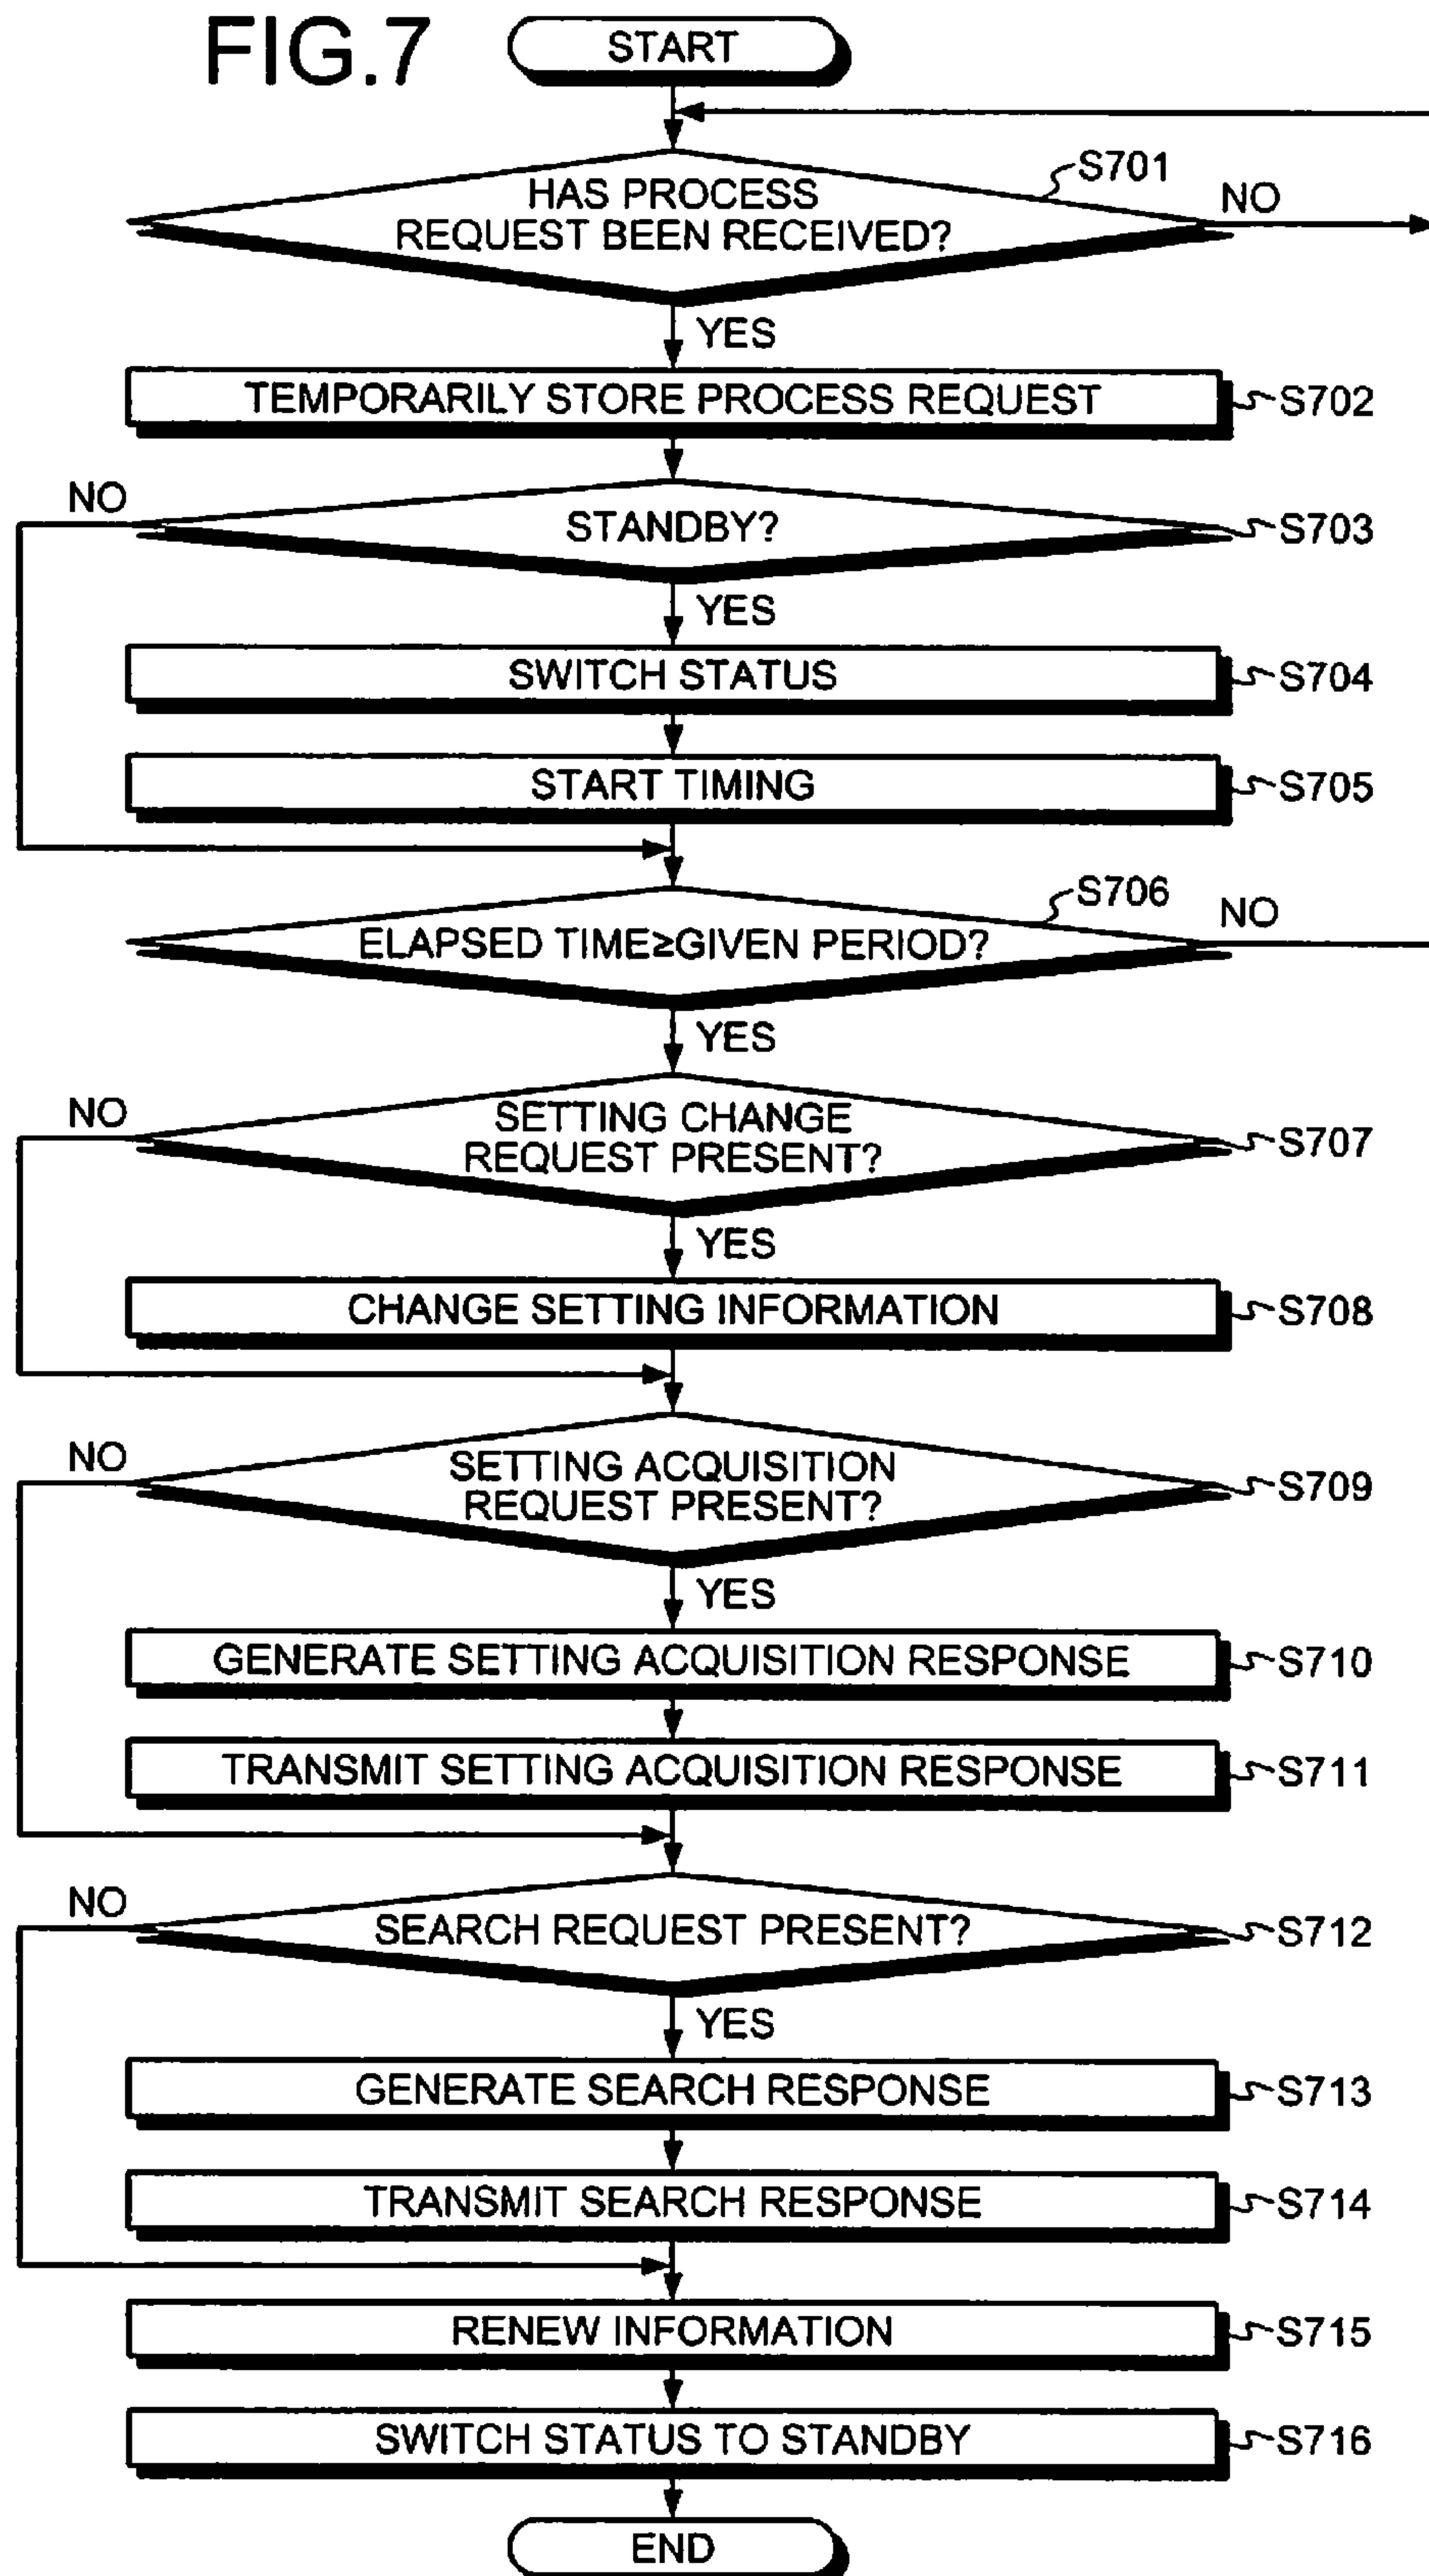 FIG.7
START
HAS PROCESS
REQUEST BEEN RECEIVED?
S701
NO
YES
TEMPORARILY STORE PROCESS REQUEST
S702
NO
STANDBY?
S703
YES
SWITCH STATUS
S704
START TIMING
S705
ELAPSED TIME≥GIVEN PERIOD?
S706
NO
YES
NO
SETTING CHANGE
REQUEST PRESENT?
S707
YES
CHANGE SETTING INFORMATION
S708
NO
SETTING ACQUISITION
REQUEST PRESENT?
S709
YES
GENERATE SETTING ACQUISITION RESPONSE
S710
TRANSMIT SETTING ACQUISITION RESPONSE
S711
NO
SEARCH REQUEST PRESENT?
S712
YES
GENERATE SEARCH RESPONSE
S713
TRANSMIT SEARCH RESPONSE
S714
RENEW INFORMATION
S715
SWITCH STATUS TO STANDBY
S716
END